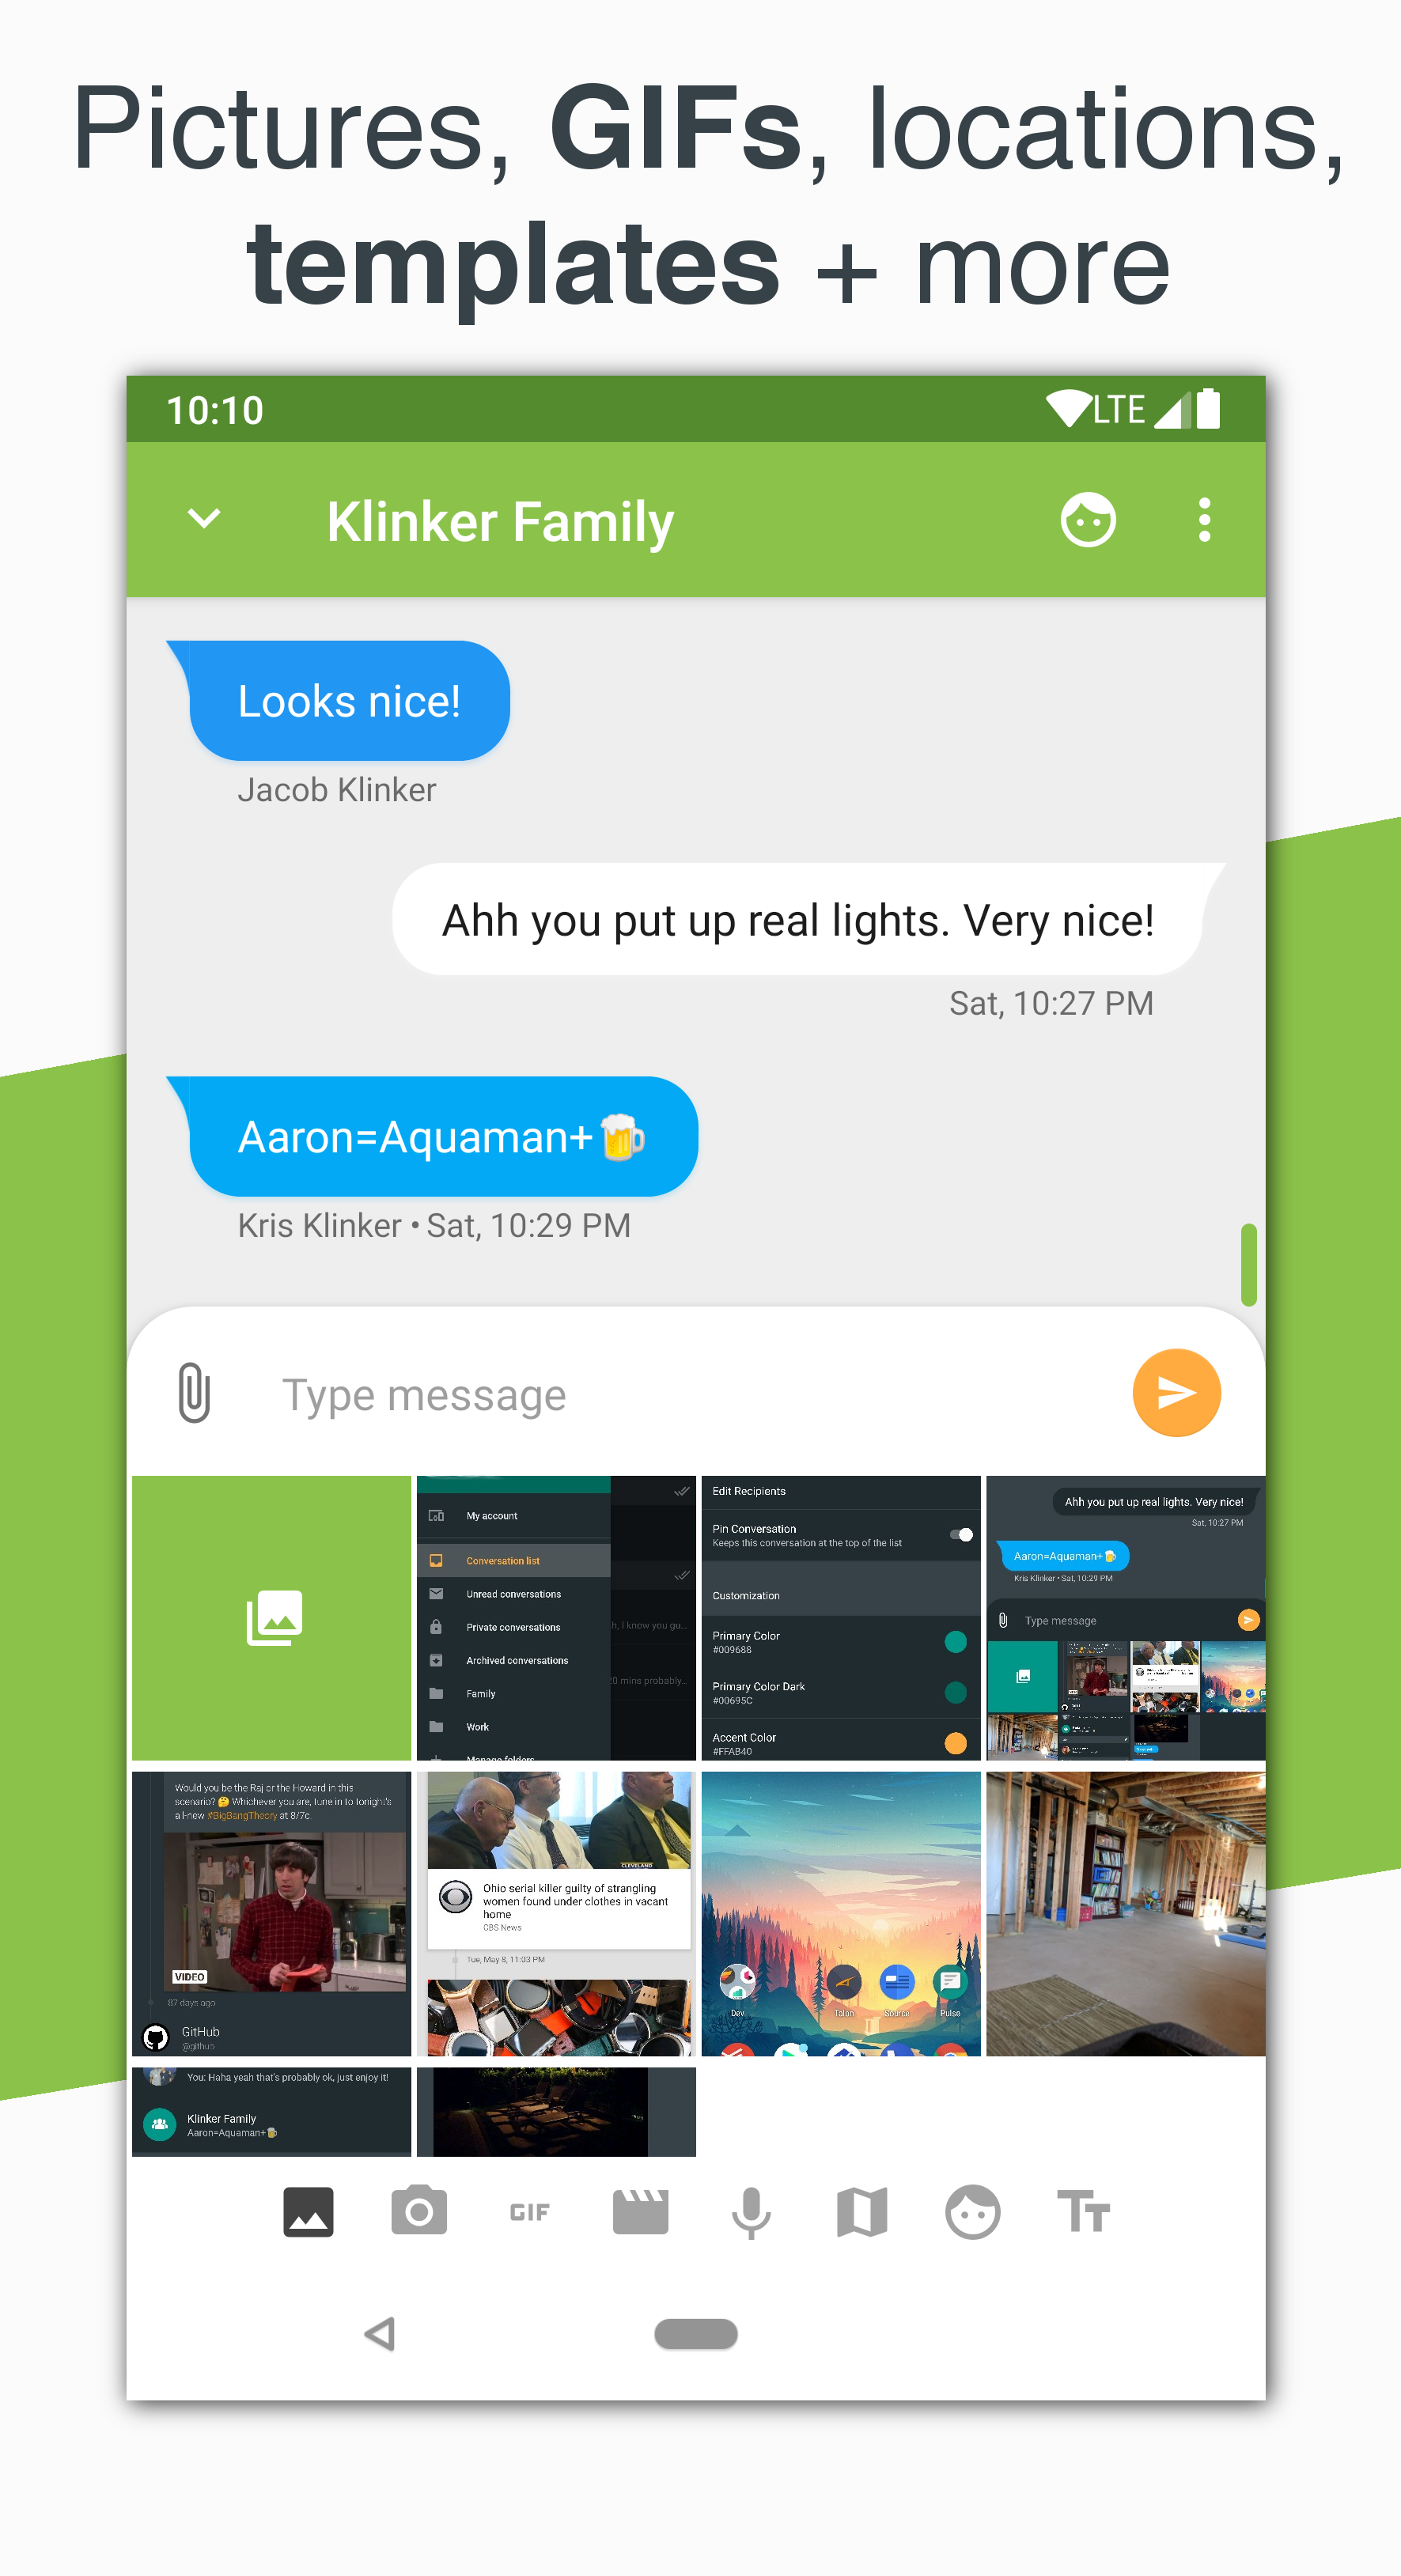 Pictures, GIFs, locations,
templates + more
10:10
LTE
Klinker Family
Looks nice!
Jacob Klinker
Ahh you put up real lights. Very nice!
Sat, 10:27 PM
Aaron=Aquaman+🍺
Kris Klinker • Sat, 10:29 PM
Type message
My account
Conversation list
Unread conversations
Private conversations
Archived conversations
Family
Work
Manage folders
h, I know you gu...
20 mins probably...
Edit Recipients
Pin Conversation
Keeps this conversation at the top of the list
Customization
Primary Color
#009688
Primary Color Dark
#00695C
Accent Color
#FFAB40
Ahh you put up real lights. Very nice!
Sat, 10:27 PM
Aaron=Aquaman+🍺
Kris Klinker • Sat, 10:29 PM
Type message
Would you be the Raj or the Howard in this
scenario? 🤔 Whichever you are, tune in to tonight's
a l-new #BigBangTheory at 8/7c.
VIDEO
87 days ago
GitHub
@github
CLEVELAND
Ohio serial killer guilty of strangling
women found under clothes in vacant
home
CBS News
Tue, May 8, 11:03 PM
Dev
Talon
Source
Pulse
You: Haha yeah that's probably ok, just enjoy it!
Klinker Family
Aaron=Aquaman+🍺
GIF
Tт